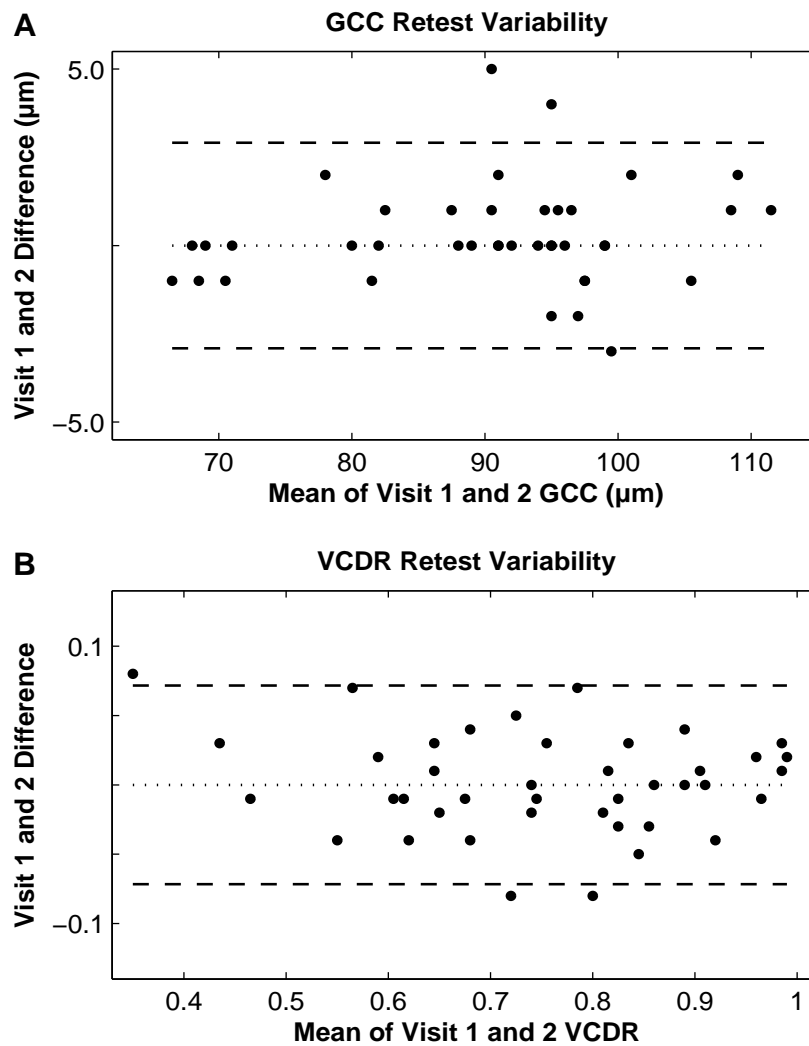 A
GCC Retest Variability
Visit 1 and 2 Difference (µm)
5.0
−5.0
70 80 90 100 110
Mean of Visit 1 and 2 GCC (µm)
B
VCDR Retest Variability
Visit 1 and 2 Difference
0.1
−0.1
0.4 0.5 0.6 0.7 0.8 0.9 1
Mean of Visit 1 and 2 VCDR